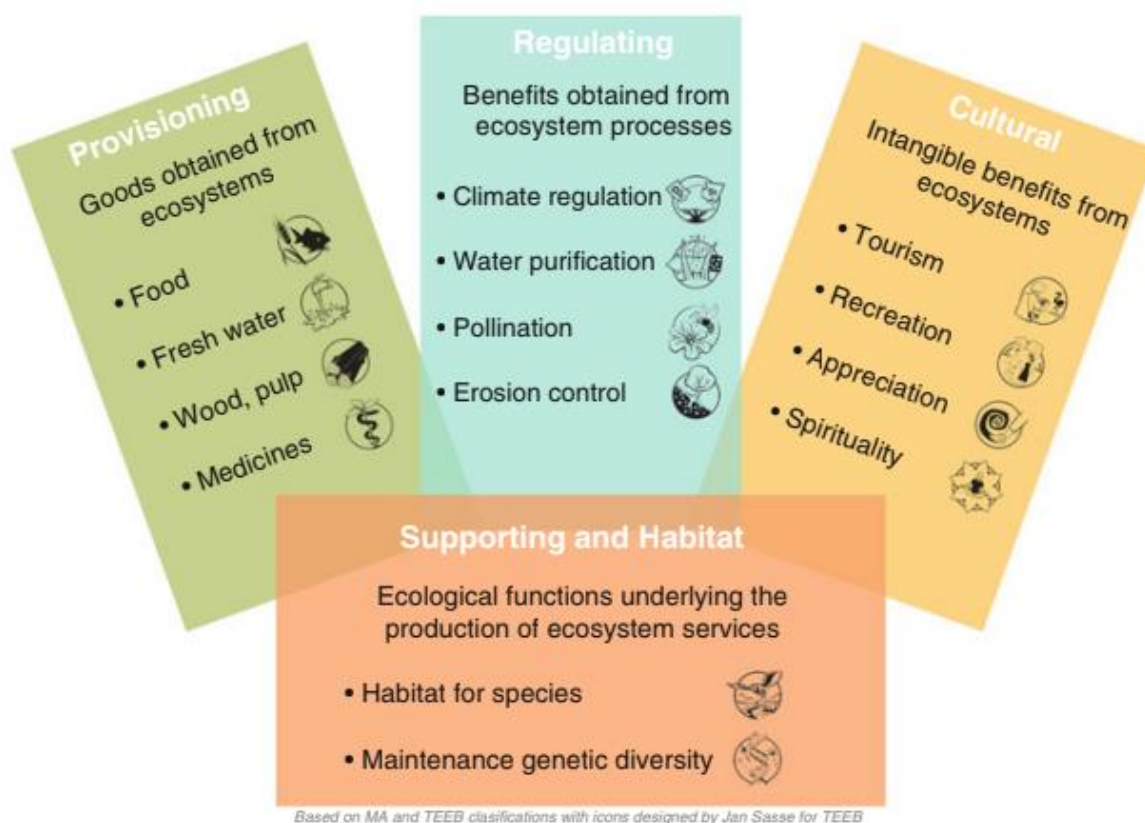 Provisioning
Goods obtained from
ecosystems
• Food
• Fresh water
• Wood, pulp
• Medicines
Regulating
Benefits obtained from
ecosystem processes
• Climate regulation
• Water purification
• Pollination
• Erosion control
Cultural
Intangible benefits from
ecosystems
• Tourism
• Recreation
• Appreciation
• Spirituality
Supporting and Habitat
Ecological functions underlying the
production of ecosystem services
• Habitat for species
• Maintenance genetic diversity
Based on MA and TEEB clasifications with icons designed by Jan Sasse for TEEB